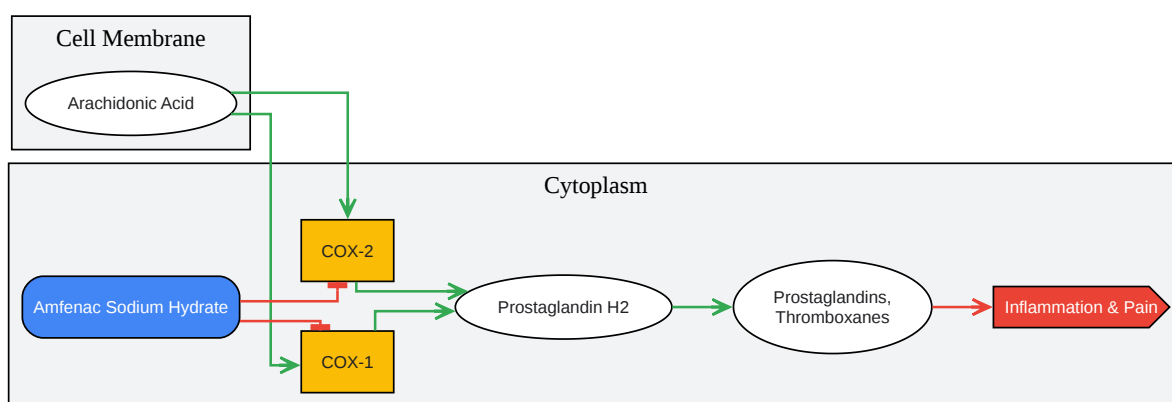 Cell Membrane
Arachidonic Acid
Cytoplasm
COX-2
Amfenac Sodium Hydrate
COX-1
Prostaglandin H2
Prostaglandins,
Thromboxanes
Inflammation & Pain